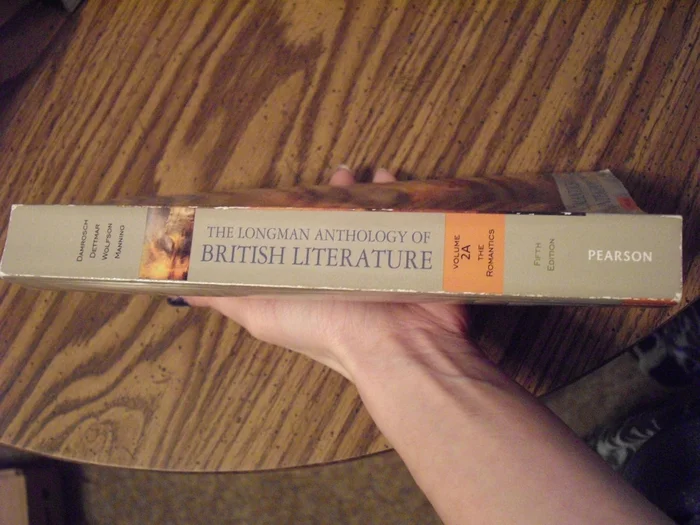 DAMROSCH
DETTMAR
WOLFSON
MANNING
THE LONGMAN ANTHOLOGY OF
BRITISH LITERATURE
VOLUME
2A
THE
ROMANTICS
FIFTH
EDITION
PEARSON